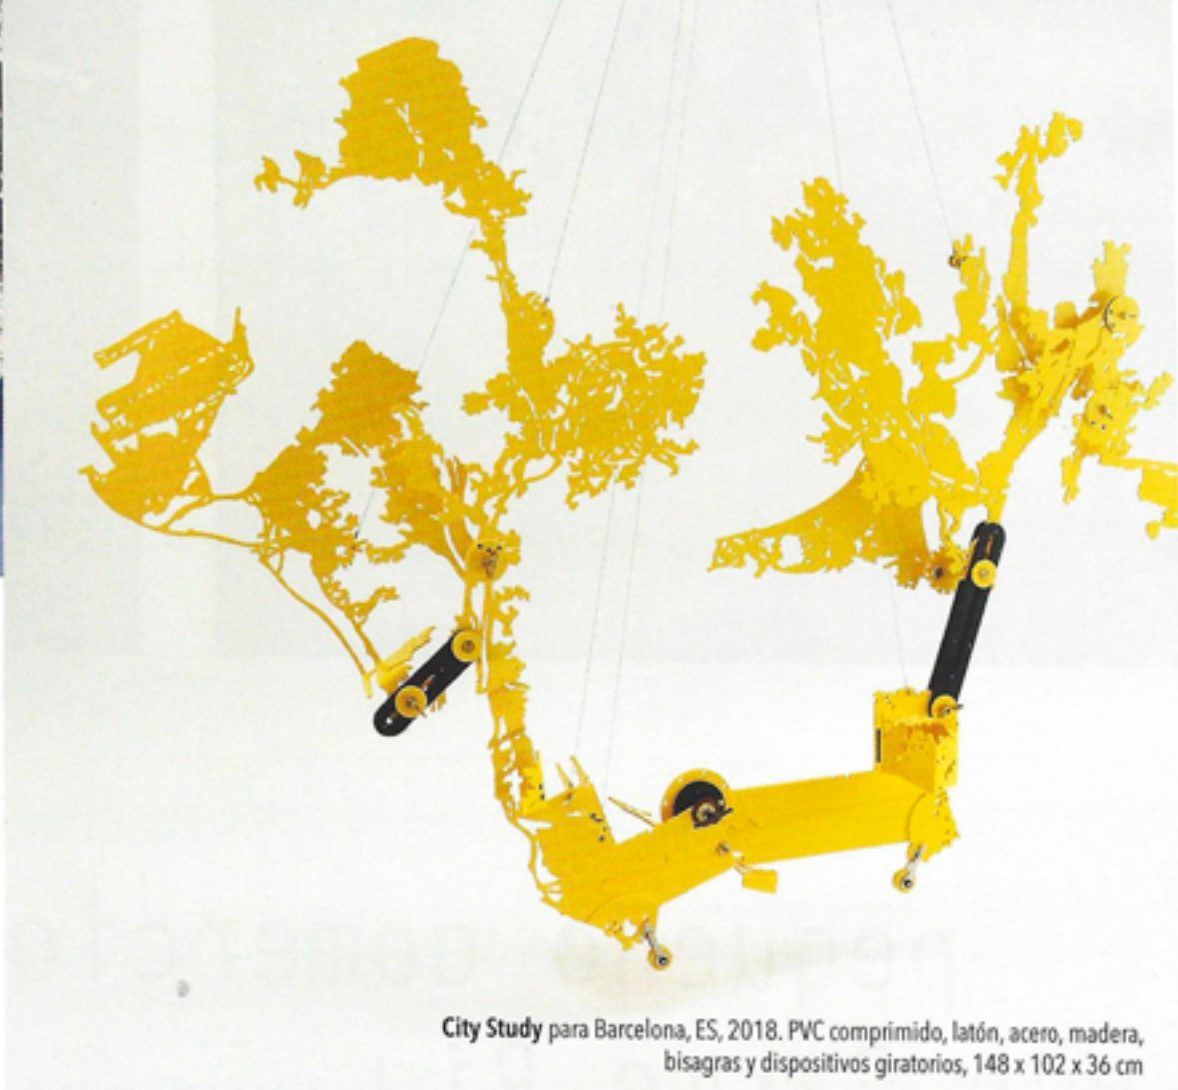 City Study para Barcelona, ES, 2018. PVC comprimido, latón, acero, madera,
bisagras y dispositivos giratorios, 148 x 102 x 36 cm